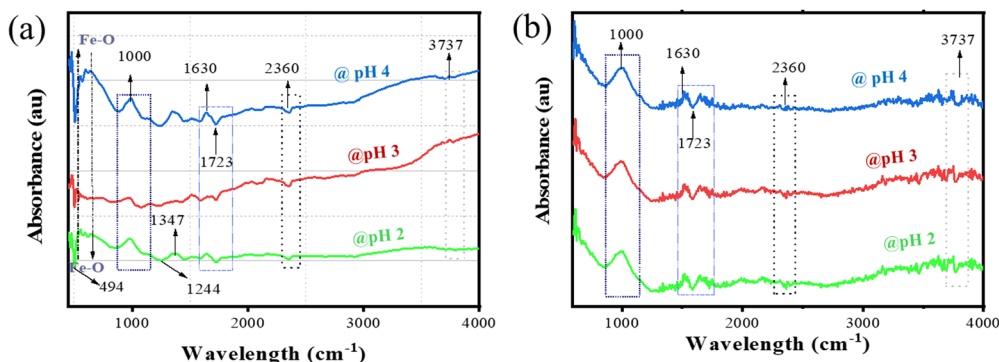 (a)
Fe-O
1000
1630
2360
3737
@ pH 4
1723
@pH 3
1347
@pH 2
Fe-O
494
1244
Absorbance (au)
1000
2000
3000
4000
Wavelength (cm⁻¹)
(b)
1000
1630
2360
3737
@ pH 4
1723
@pH 3
@pH 2
Absorbance (au)
1000
2000
3000
4000
Wavelength (cm⁻¹)